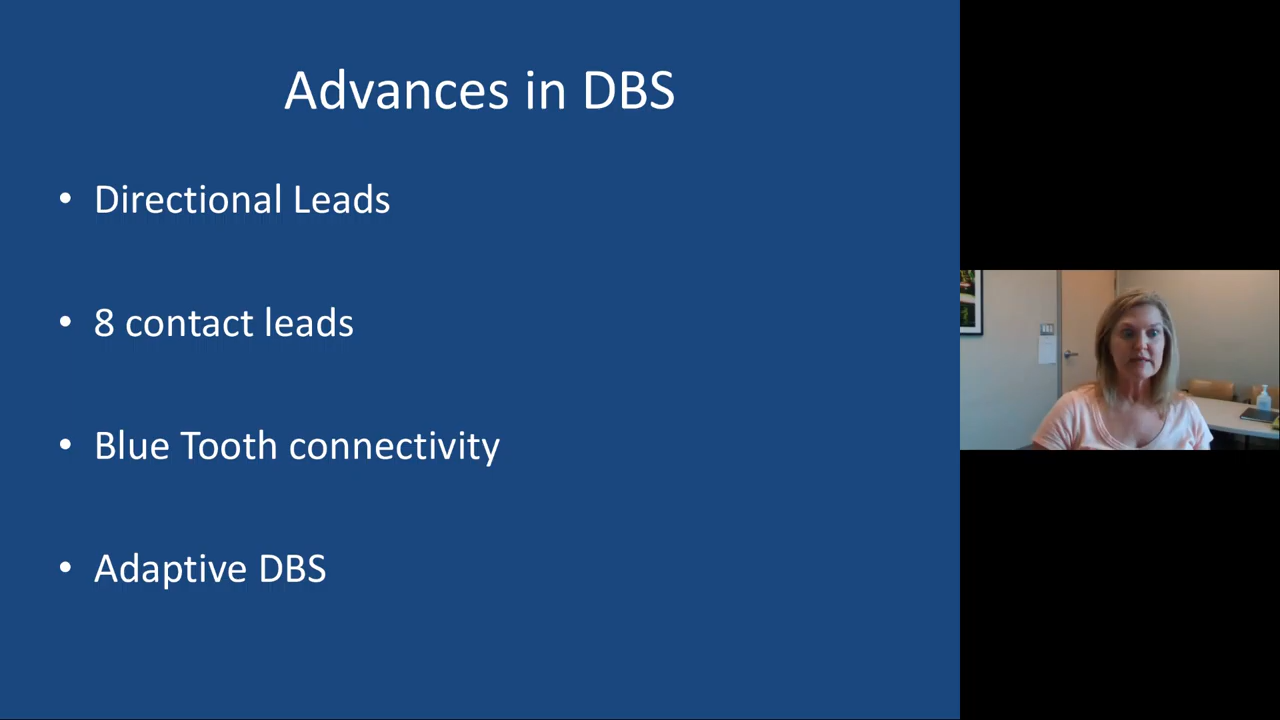 Advances in DBS
• Directional Leads
• 8 contact leads
• Blue Tooth connectivity
• Adaptive DBS